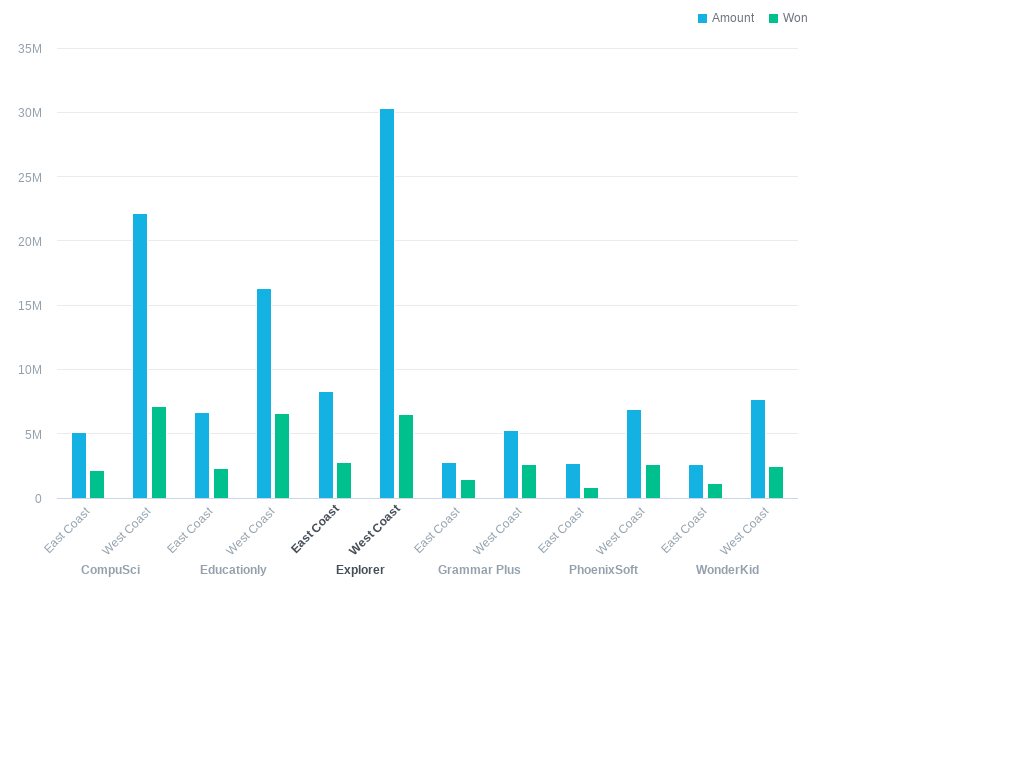 Amount Won
35M
30M
25M
20M
15M
10M
5M
0
East Coast West Coast East Coast West Coast East Coast West Coast East Coast West Coast East Coast West Coast East Coast West Coast
CompuSci Educationly Explorer Grammar Plus PhoenixSoft WonderKid